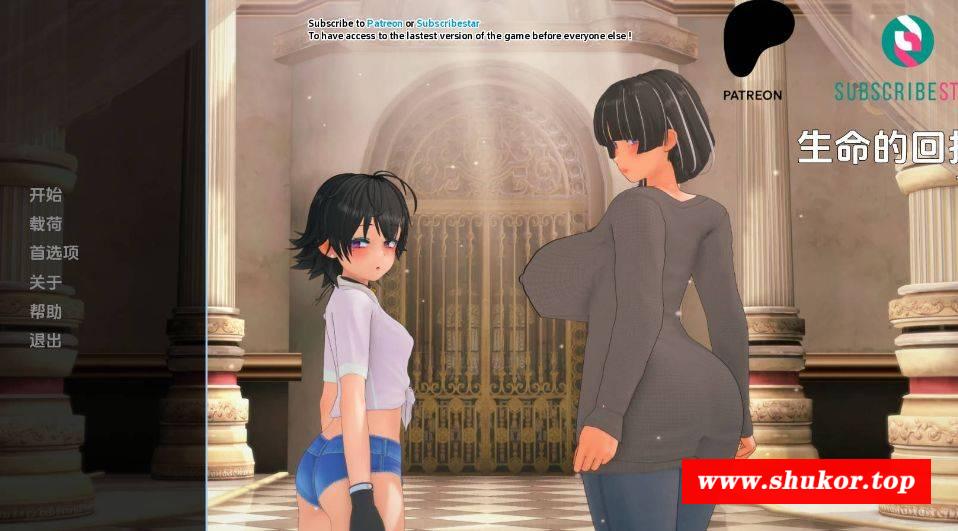 Subscribe to Patreon or Subscribestar
To have access to the lastest version of the game before everyone else !
PATREON
SUBSCRIBEST
生命的回
开始
载荷
首选项
关于
帮助
退出
www.shukor.top